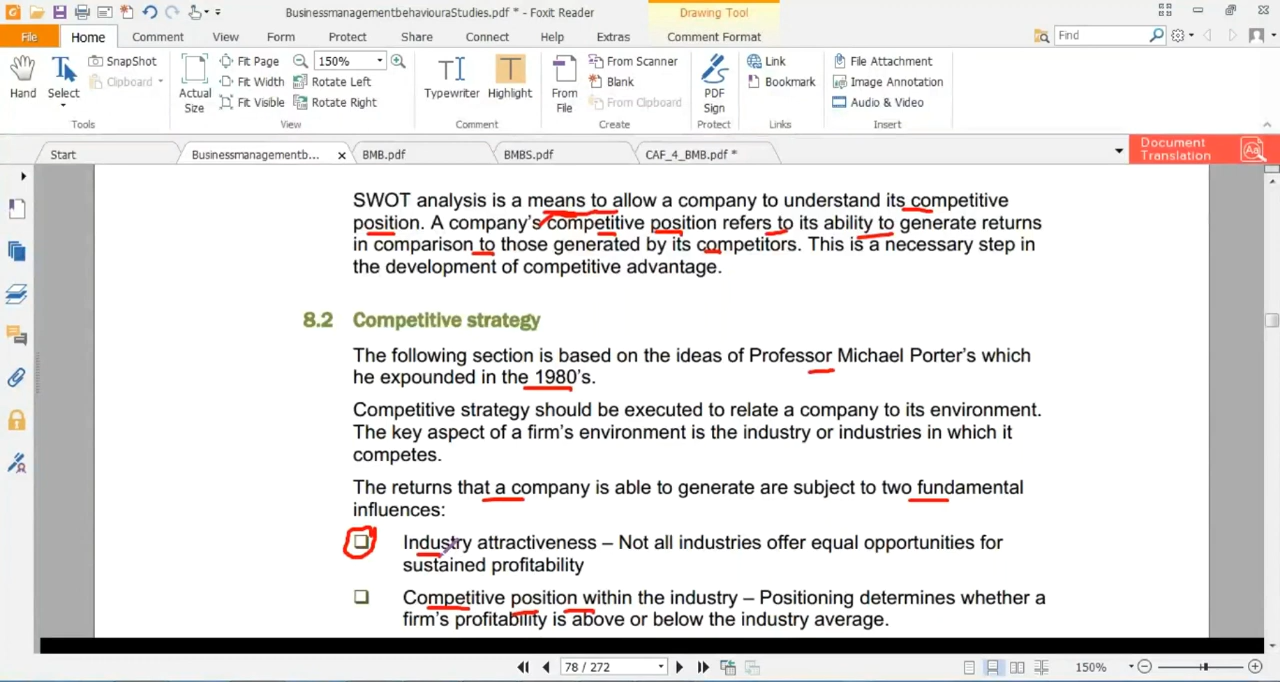 BusinessmanagementbehaviouraStudies.pdf * - Foxit Reader
Drawing Tool
File Home Comment View Form Protect Share Connect Help Extras Comment Format
Find
Hand
Select
SnapShot
Clipboard
Tools
Actual
Size
Fit Page
Fit Width
Fit Visible
150%
Rotate Left
Rotate Right
View
Typewriter
Highlight
Comment
From
File
From Scanner
Blank
From Clipboard
Create
PDF
Sign
Protect
Link
Bookmark
Links
File Attachment
Image Annotation
Audio & Video
Insert
Start
Businessmanagementb... x
BMB.pdf
BMBS.pdf
CAF_4_BMB.pdf *
Document
Translation
SWOT analysis is a means to allow a company to understand its competitive
position. A company's competitive position refers to its ability to generate returns
in comparison to those generated by its competitors. This is a necessary step in
the development of competitive advantage.
8.2 Competitive strategy
The following section is based on the ideas of Professor Michael Porter's which
he expounded in the 1980's.
Competitive strategy should be executed to relate a company to its environment.
The key aspect of a firm's environment is the industry or industries in which it
competes.
The returns that a company is able to generate are subject to two fundamental
influences:
Industry attractiveness – Not all industries offer equal opportunities for
sustained profitability
Competitive position within the industry – Positioning determines whether a
firm's profitability is above or below the industry average.
78 / 272
150%